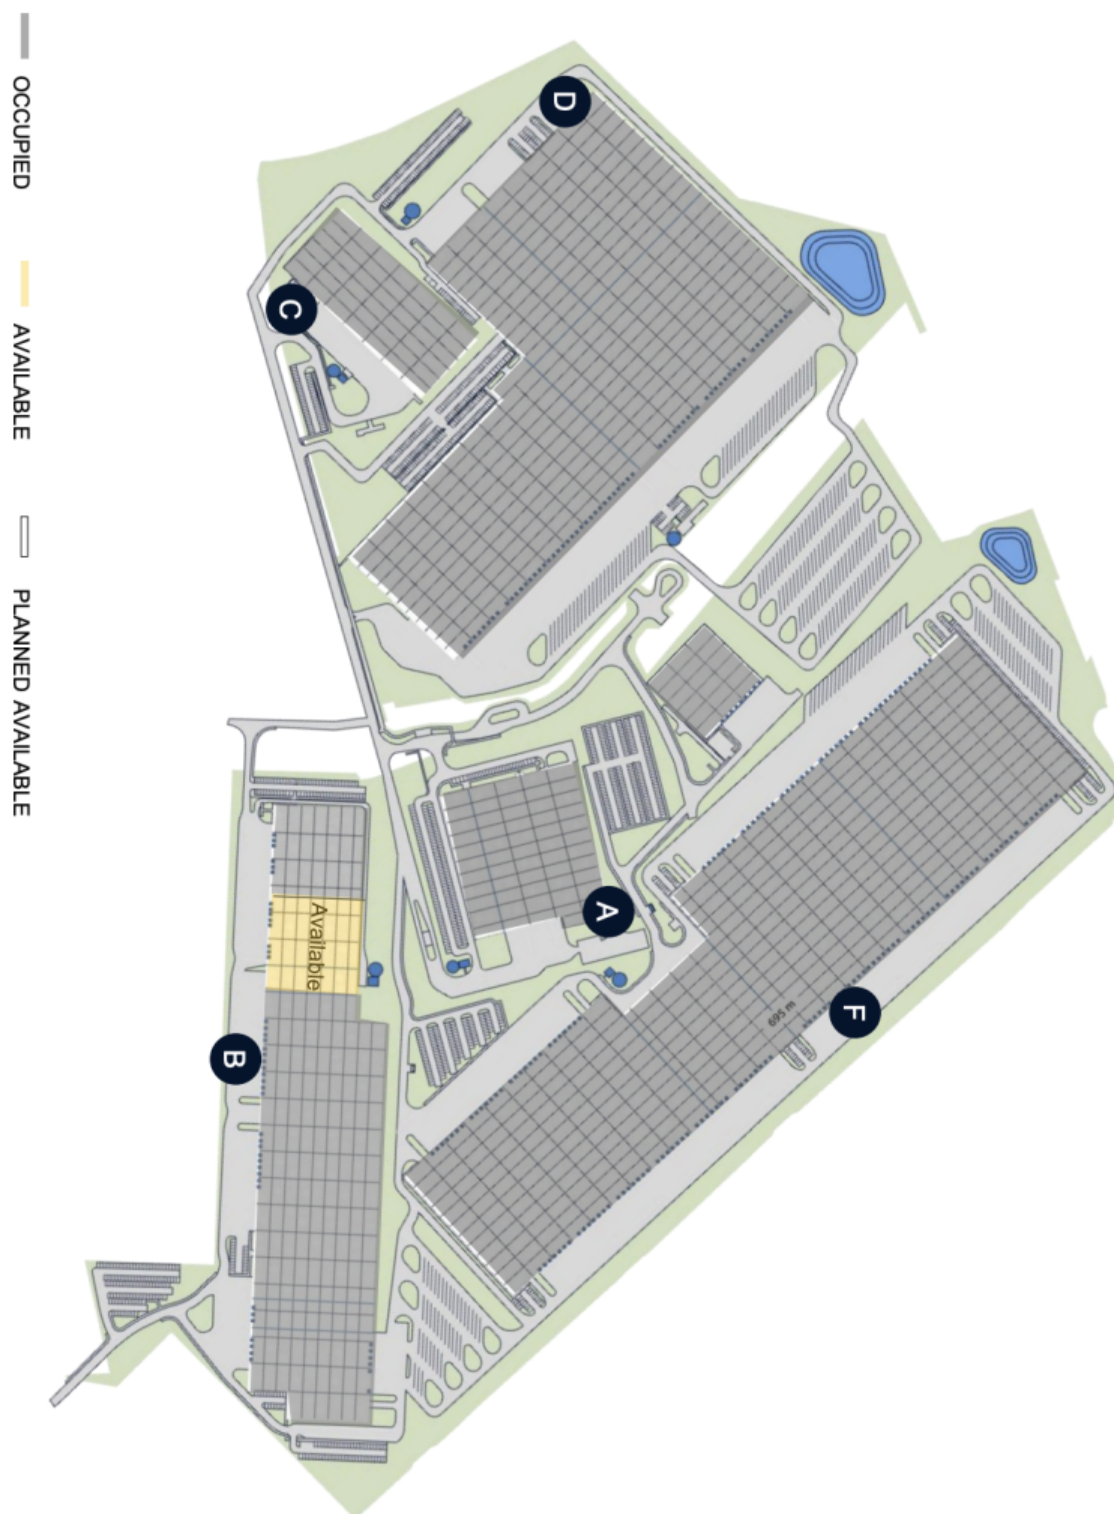 OCCUPIED
AVAILABLE
PLANNED AVAILABLE
D
C
A
Available
B
F
695 m